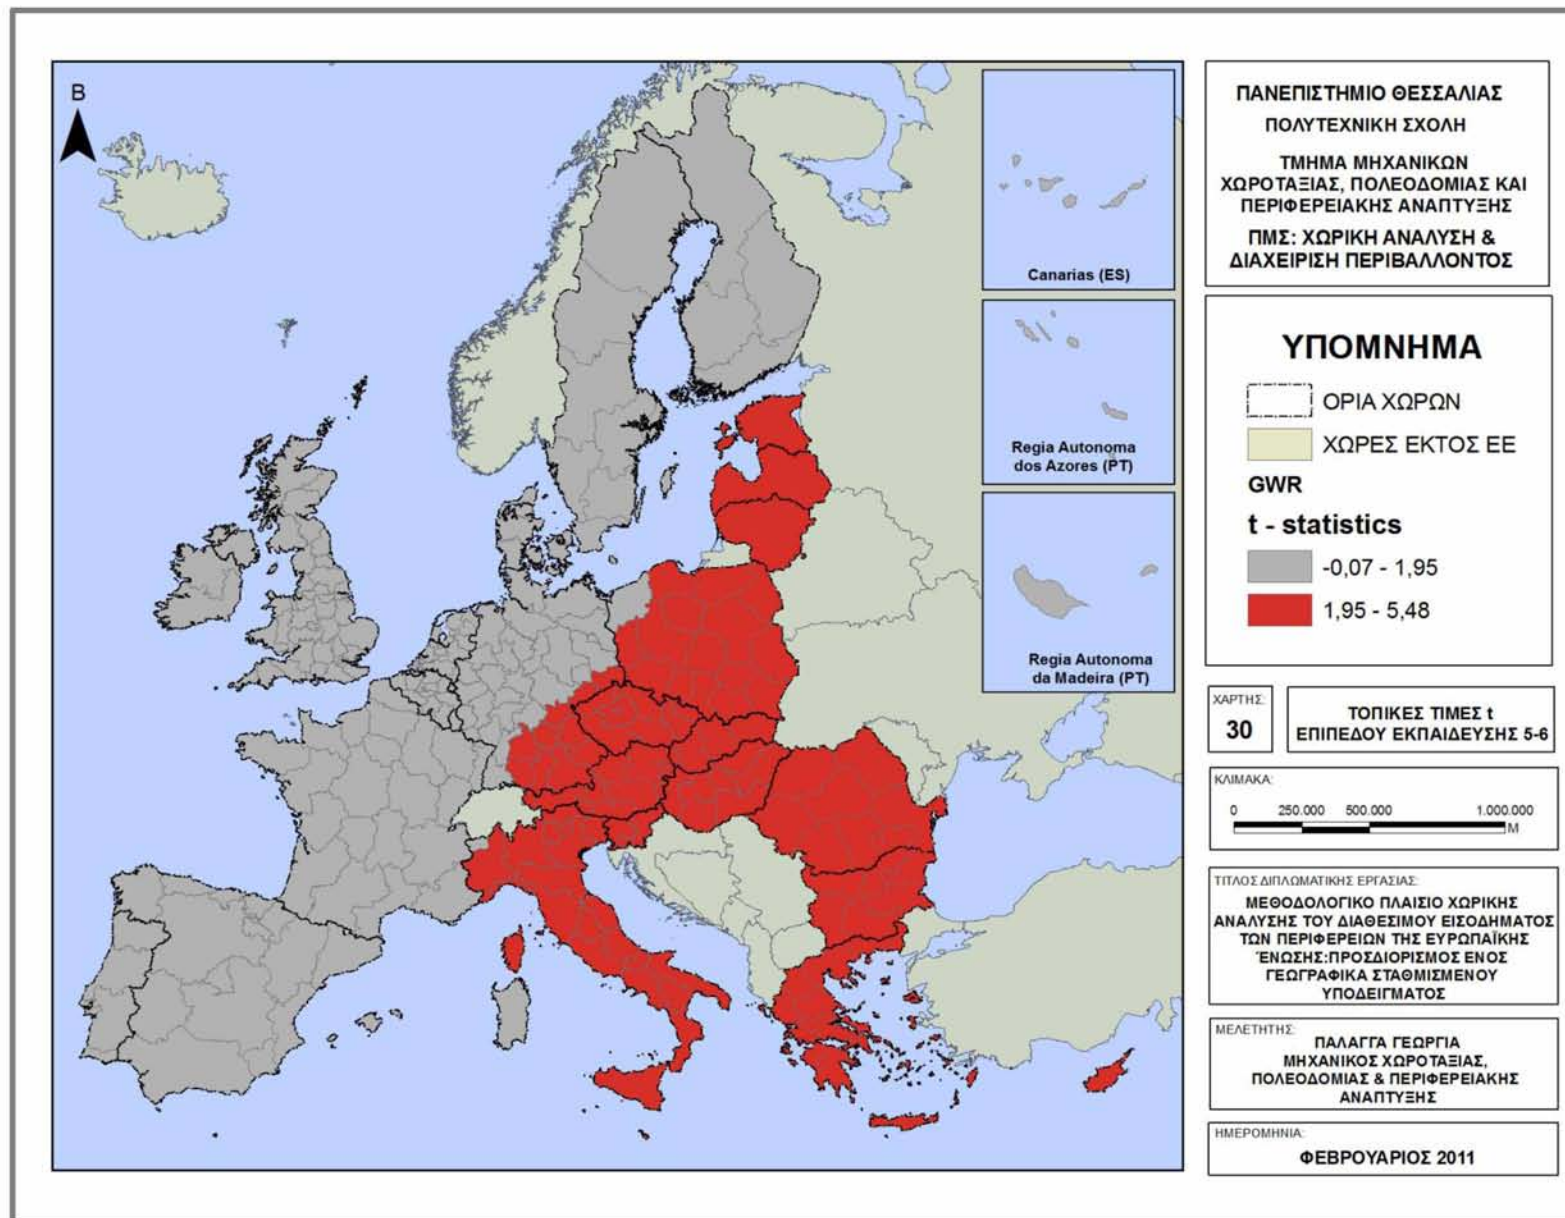 B
Canarias (ES)
Regia Autonoma
dos Azores (PT)
Regia Autonoma
da Madeira (PT)
ΠΑΝΕΠΙΣΤΗΜΙΟ ΘΕΣΣΑΛΙΑΣ
ΠΟΛΥΤΕΧΝΙΚΗ ΣΧΟΛΗ
ΤΜΗΜΑ ΜΗΧΑΝΙΚΩΝ
ΧΩΡΟΤΑΞΙΑΣ, ΠΟΛΕΟΔΟΜΙΑΣ ΚΑΙ
ΠΕΡΙΦΕΡΕΙΑΚΗΣ ΑΝΑΠΤΥΞΗΣ
ΠΜΣ: ΧΩΡΙΚΗ ΑΝΑΛΥΣΗ &
ΔΙΑΧΕΙΡΙΣΗ ΠΕΡΙΒΑΛΛΟΝΤΟΣ
ΥΠΟΜΝΗΜΑ
ΟΡΙΑ ΧΩΡΩΝ
ΧΩΡΕΣ ΕΚΤΟΣ ΕΕ
GWR
t - statistics
-0,07 - 1,95
1,95 - 5,48
ΧΑΡΤΗΣ:
30
ΤΟΠΙΚΕΣ ΤΙΜΕΣ t
ΕΠΙΠΕΔΟΥ ΕΚΠΑΙΔΕΥΣΗΣ 5-6
ΚΛΙΜΑΚΑ:
0 250.000 500.000 1.000.000
M
ΤΙΤΛΟΣ ΔΙΠΛΩΜΑΤΙΚΗΣ ΕΡΓΑΣΙΑΣ:
ΜΕΘΟΔΟΛΟΓΙΚΟ ΠΛΑΙΣΙΟ ΧΩΡΙΚΗΣ
ΑΝΑΛΥΣΗΣ ΤΟΥ ΔΙΑΘΕΣΙΜΟΥ ΕΙΣΟΔΗΜΑΤΟΣ
ΤΩΝ ΠΕΡΙΦΕΡΕΙΩΝ ΤΗΣ ΕΥΡΩΠΑΪΚΗΣ
ΈΝΩΣΗΣ:ΠΡΟΣΔΙΟΡΙΣΜΟΣ ΕΝΟΣ
ΓΕΩΓΡΑΦΙΚΑ ΣΤΑΘΜΙΣΜΕΝΟΥ
ΥΠΟΔΕΙΓΜΑΤΟΣ
ΜΕΛΕΤΗΤΗΣ:
ΠΑΛΑΓΓΑ ΓΕΩΡΓΙΑ
ΜΗΧΑΝΙΚΟΣ ΧΩΡΟΤΑΞΙΑΣ,
ΠΟΛΕΟΔΟΜΙΑΣ & ΠΕΡΙΦΕΡΕΙΑΚΗΣ
ΑΝΑΠΤΥΞΗΣ
ΗΜΕΡΟΜΗΝΙΑ:
ΦΕΒΡΟΥΑΡΙΟΣ 2011